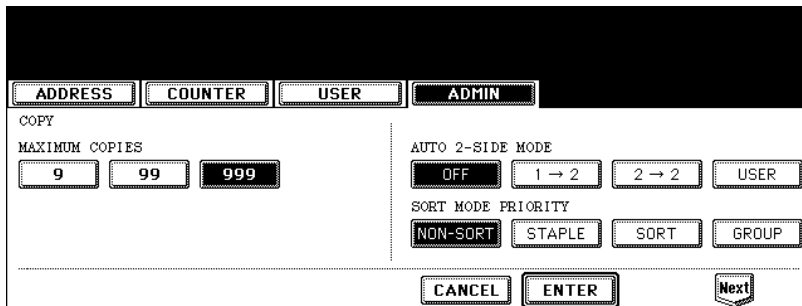 ADDRESS COUNTER USER ADMIN
COPY
MAXIMUM COPIES
9 99 999
AUTO 2-SIDE MODE
OFF 1 → 2 2 → 2 USER
SORT MODE PRIORITY
NON-SORT STAPLE SORT GROUP
CANCEL ENTER Next